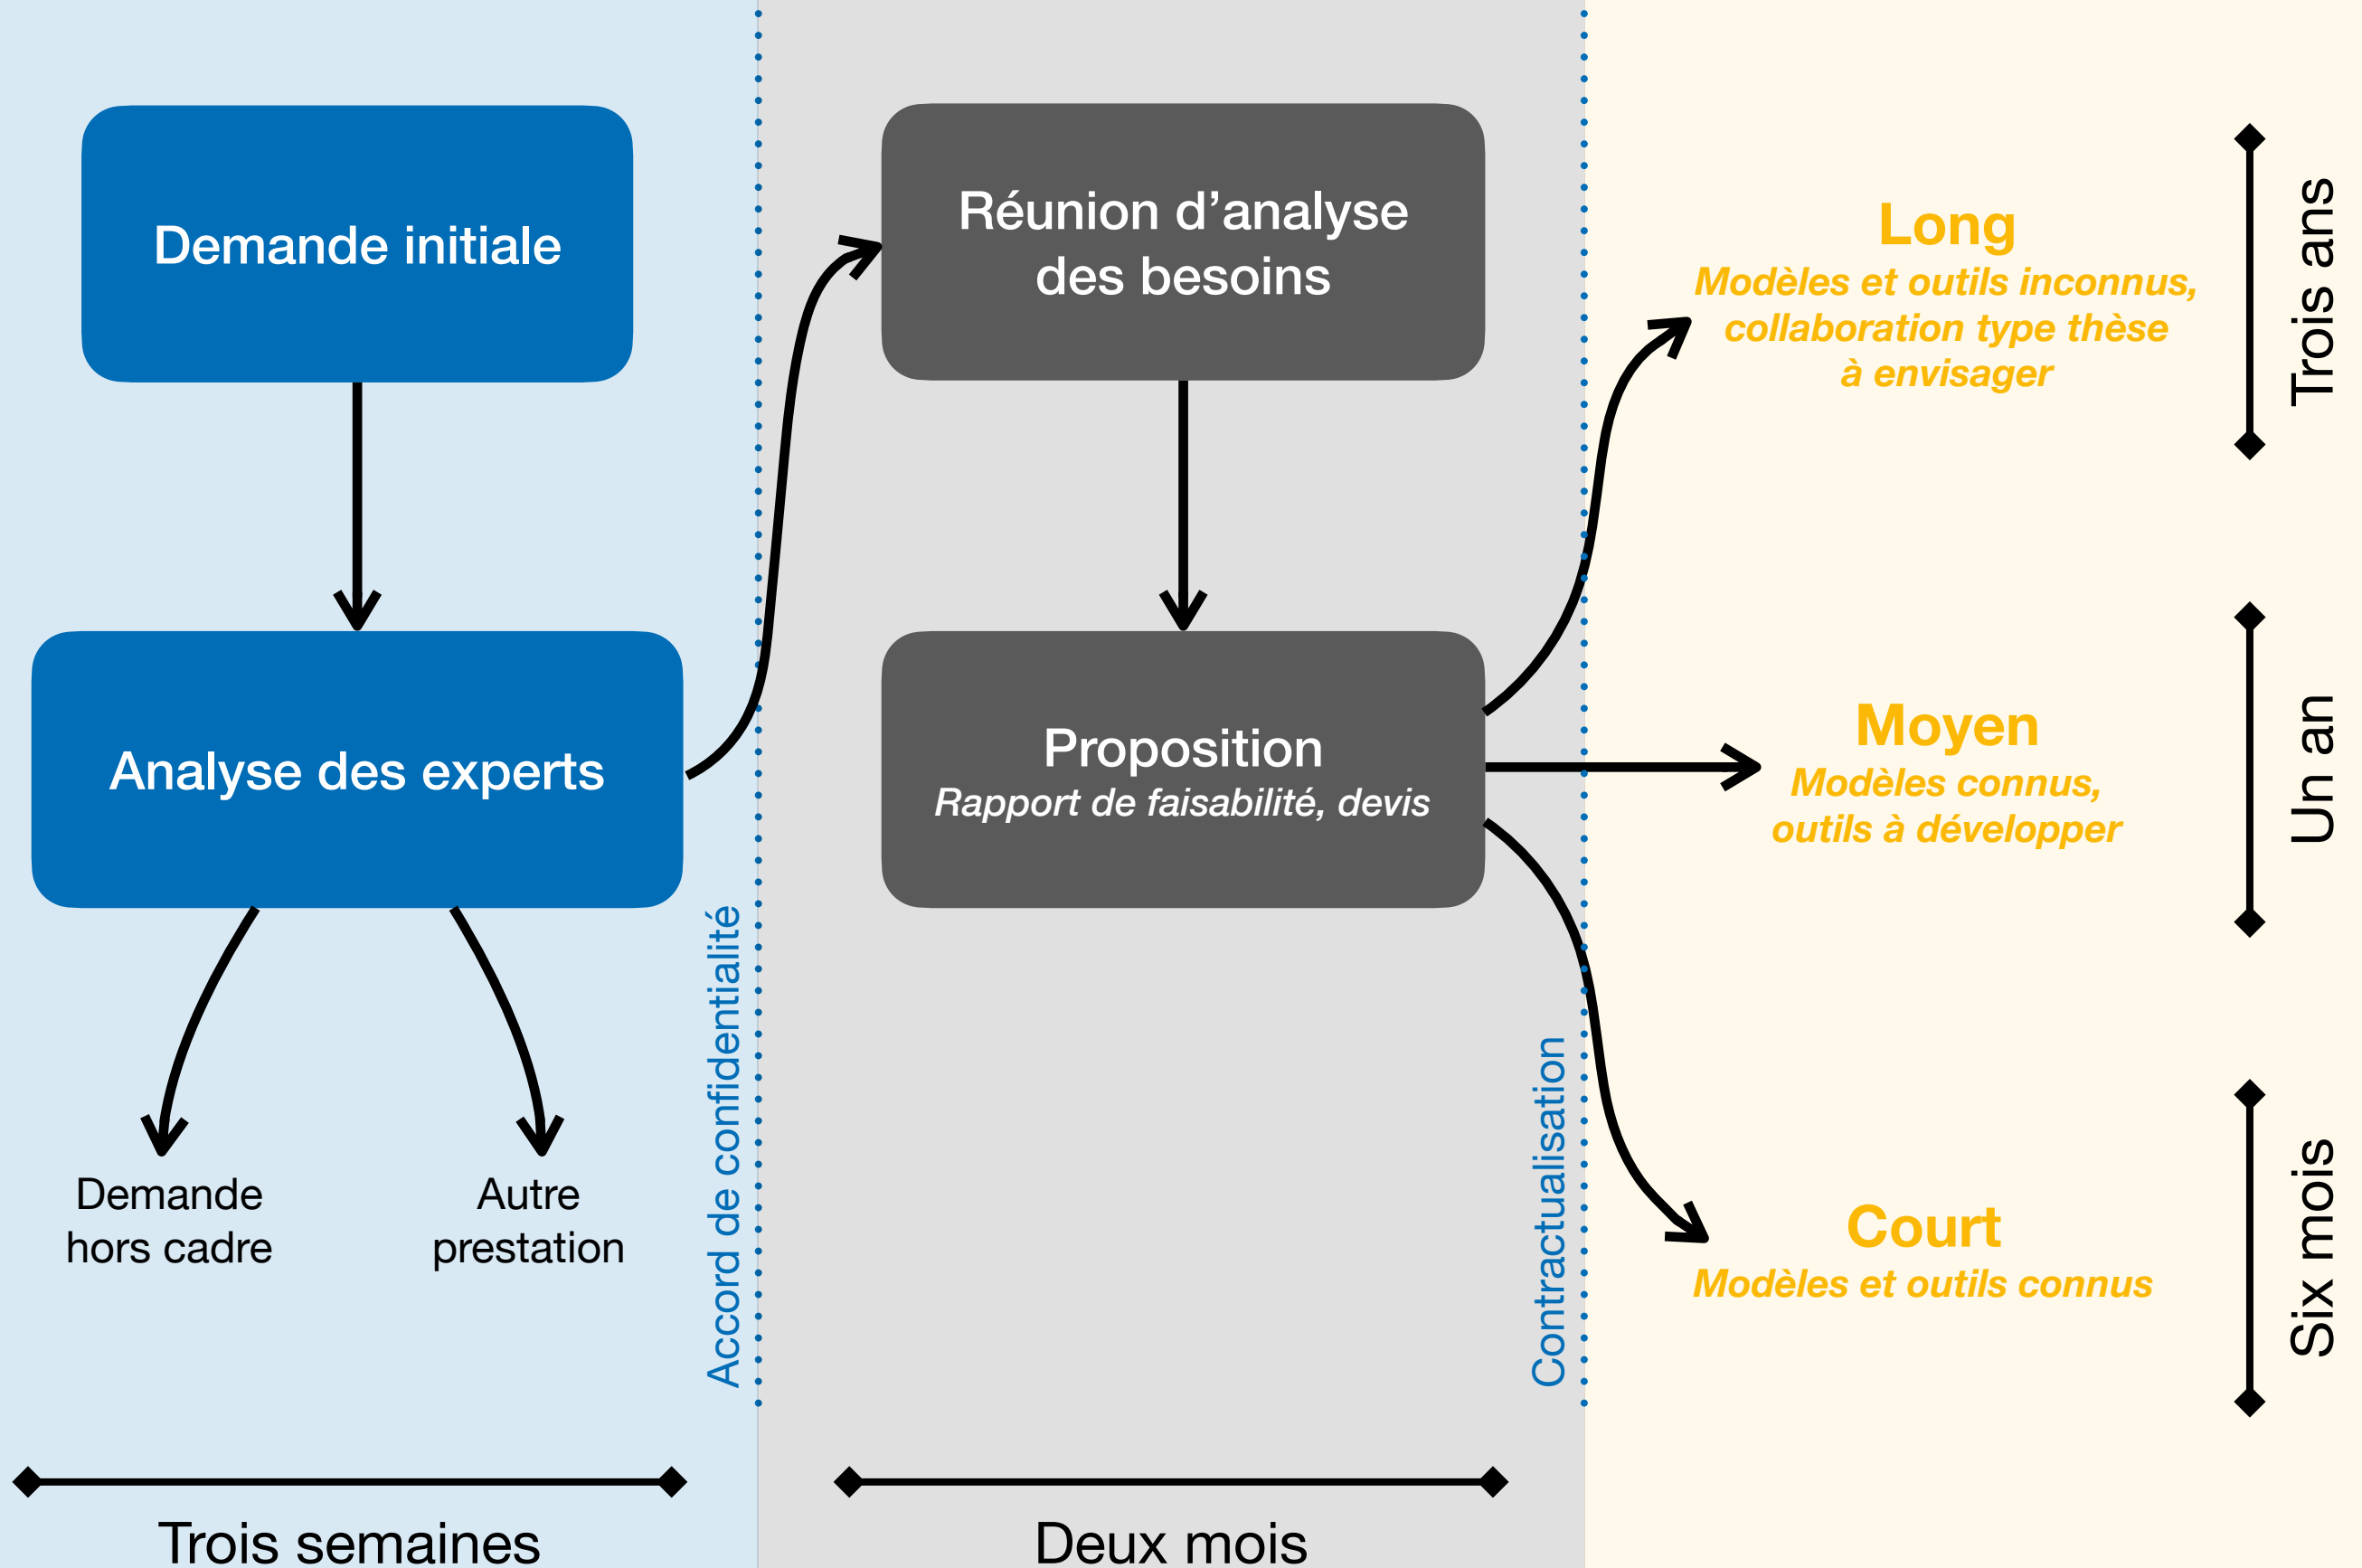 Demande initiale
Analyse des experts
Demande
hors cadre
Autre
prestation
Accord de confidentialité
Trois semaines
Réunion d’analyse
des besoins
Proposition
Rapport de faisabilité, devis
Contractualisation
Deux mois
Long
Modèles et outils inconnus,
collaboration type thèse
à envisager
Trois ans
Moyen
Modèles connus,
outils à développer
Un an
Court
Modèles et outils connus
Six mois